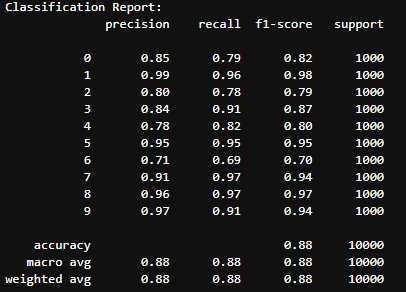 Classification Report:
precision recall f1-score support
0 0.85 0.79 0.82 1000
1 0.99 0.96 0.98 1000
2 0.80 0.78 0.79 1000
3 0.84 0.91 0.87 1000
4 0.78 0.82 0.80 1000
5 0.95 0.95 0.95 1000
6 0.71 0.69 0.70 1000
7 0.91 0.97 0.94 1000
8 0.96 0.97 0.97 1000
9 0.97 0.91 0.94 1000
accuracy 0.88 10000
macro avg 0.88 0.88 0.88 10000
weighted avg 0.88 0.88 0.88 10000